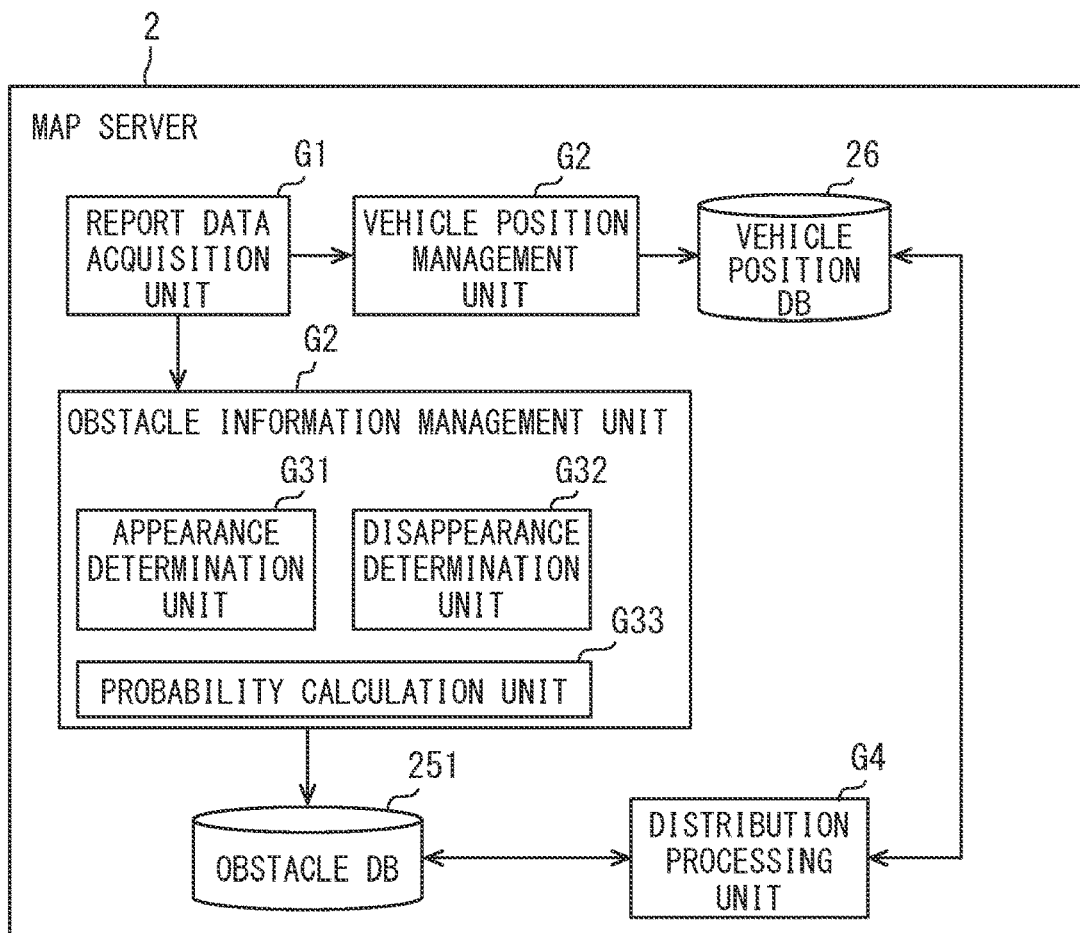 2
MAP SERVER
G1
REPORT DATA
ACQUISITION
UNIT
G2
VEHICLE POSITION
MANAGEMENT
UNIT
26
VEHICLE
POSITION
DB
G2
OBSTACLE INFORMATION MANAGEMENT UNIT
G31
APPEARANCE
DETERMINATION
UNIT
G32
DISAPPEARANCE
DETERMINATION
UNIT
G33
PROBABILITY CALCULATION UNIT
251
OBSTACLE DB
G4
DISTRIBUTION
PROCESSING
UNIT